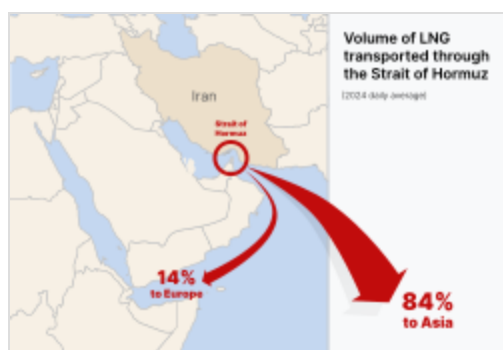 Volume of LNG
transported through
the Strait of Hormuz
(2024 daily average)
Iran
Strait of
Hormuz
14%
to Europe
84%
to Asia